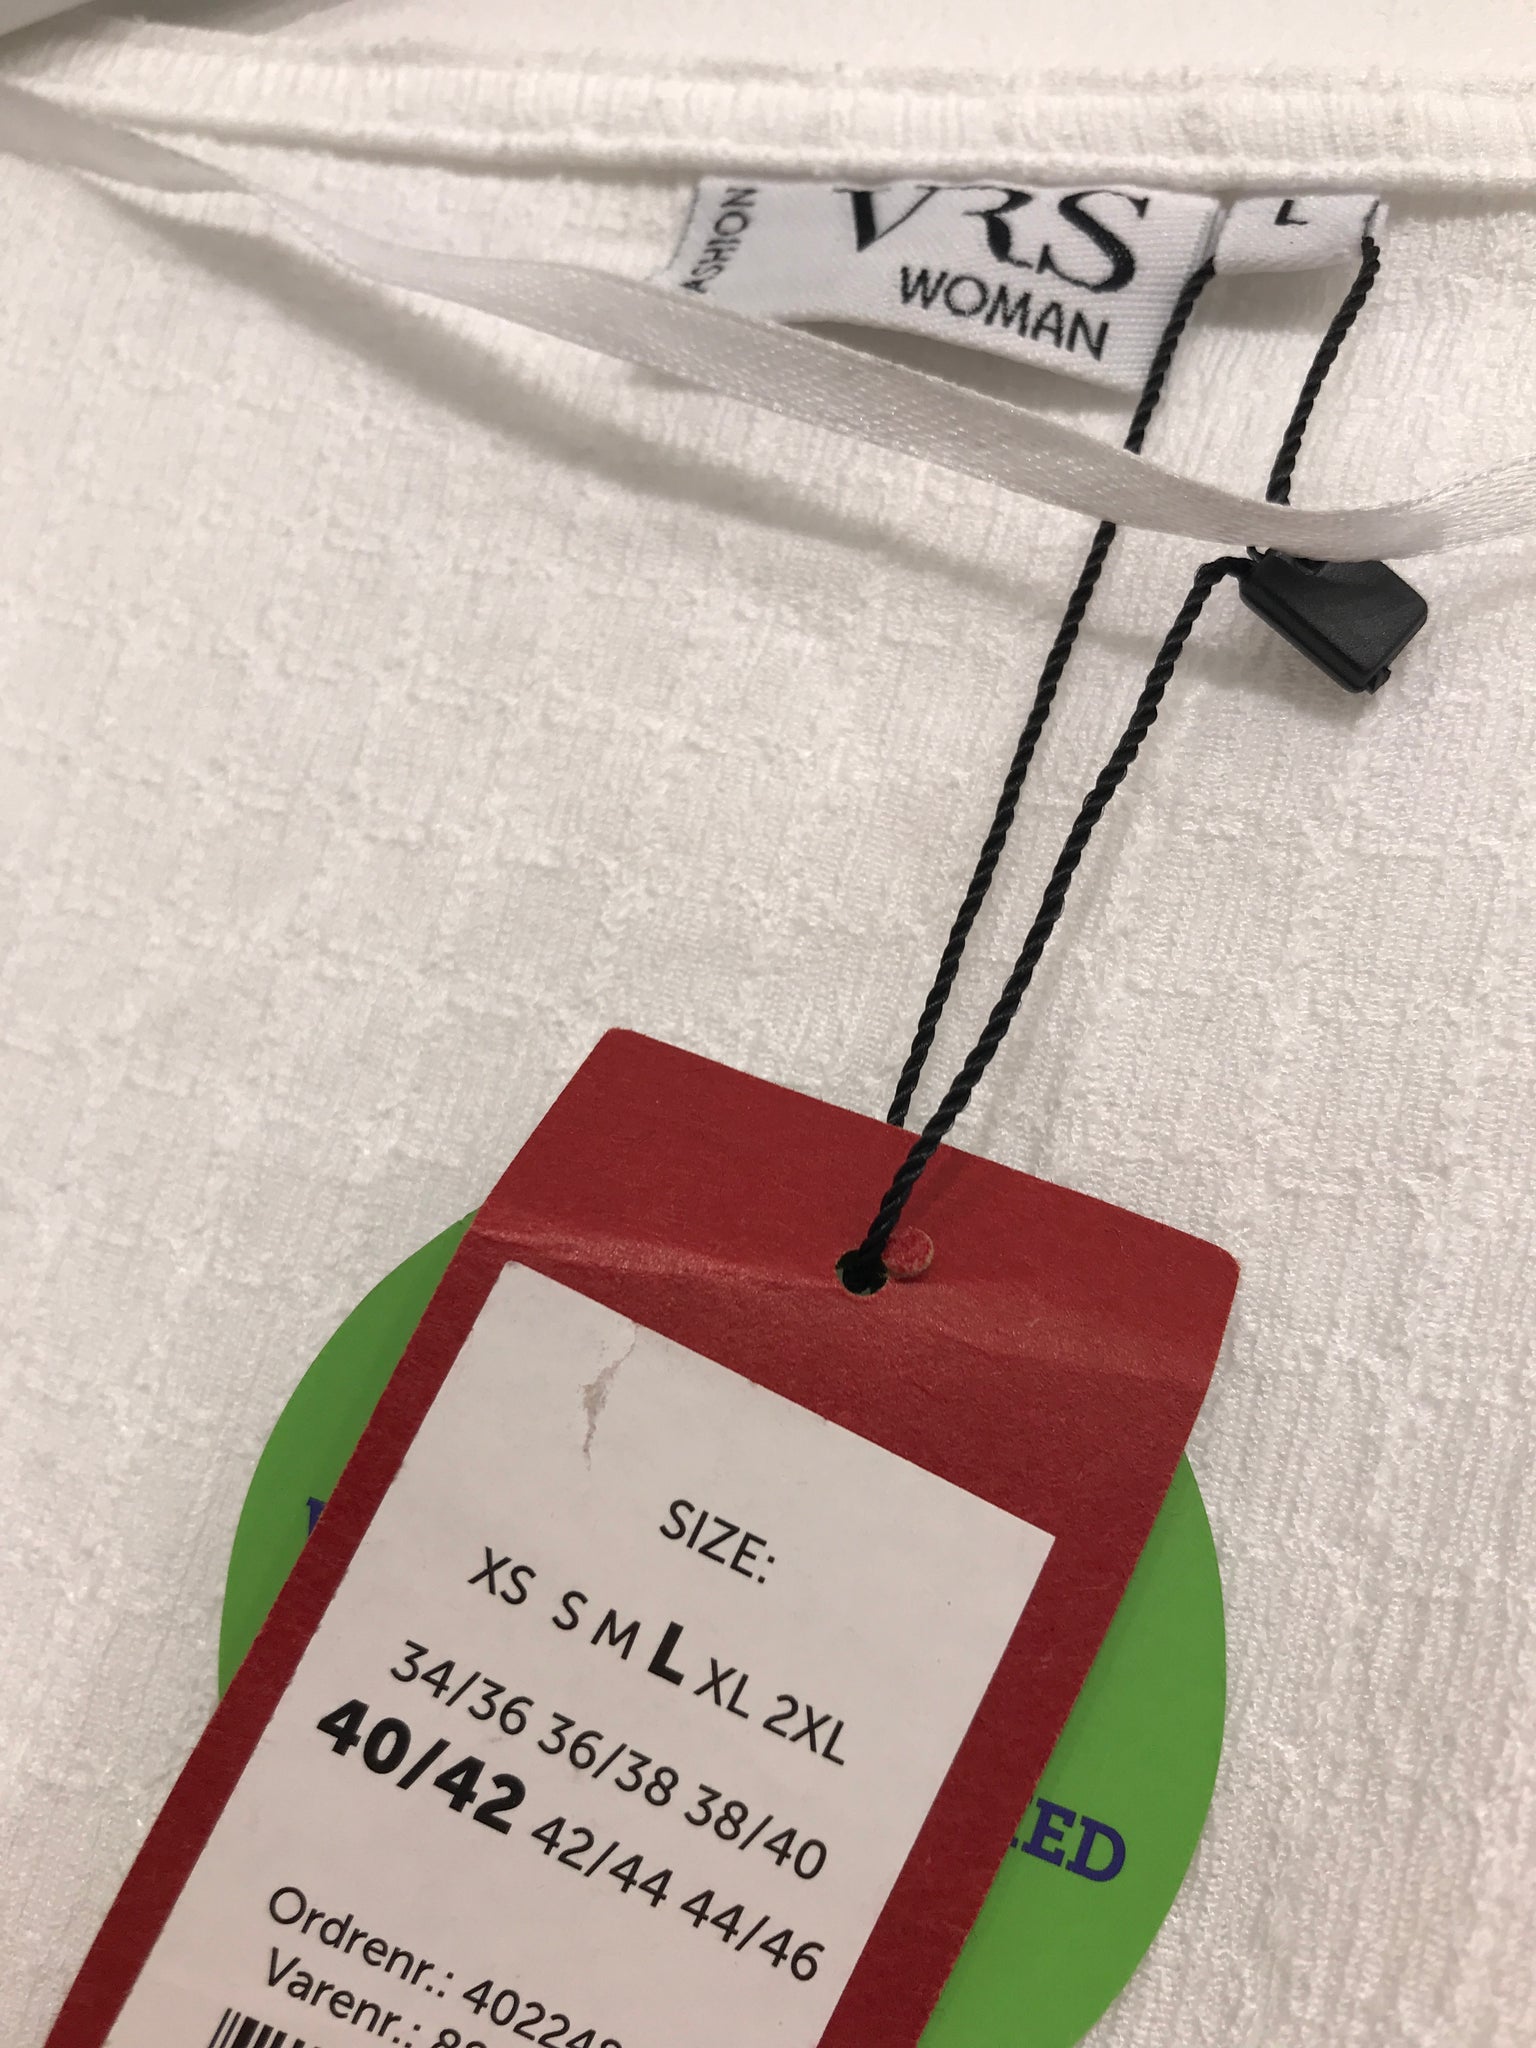 VRS
WOMAN
L
SIZE:
XS S M L XL 2XL
34/36 36/38 38/40
40/42 42/44 44/46
Ordrenr.: 402248
Varenr.: